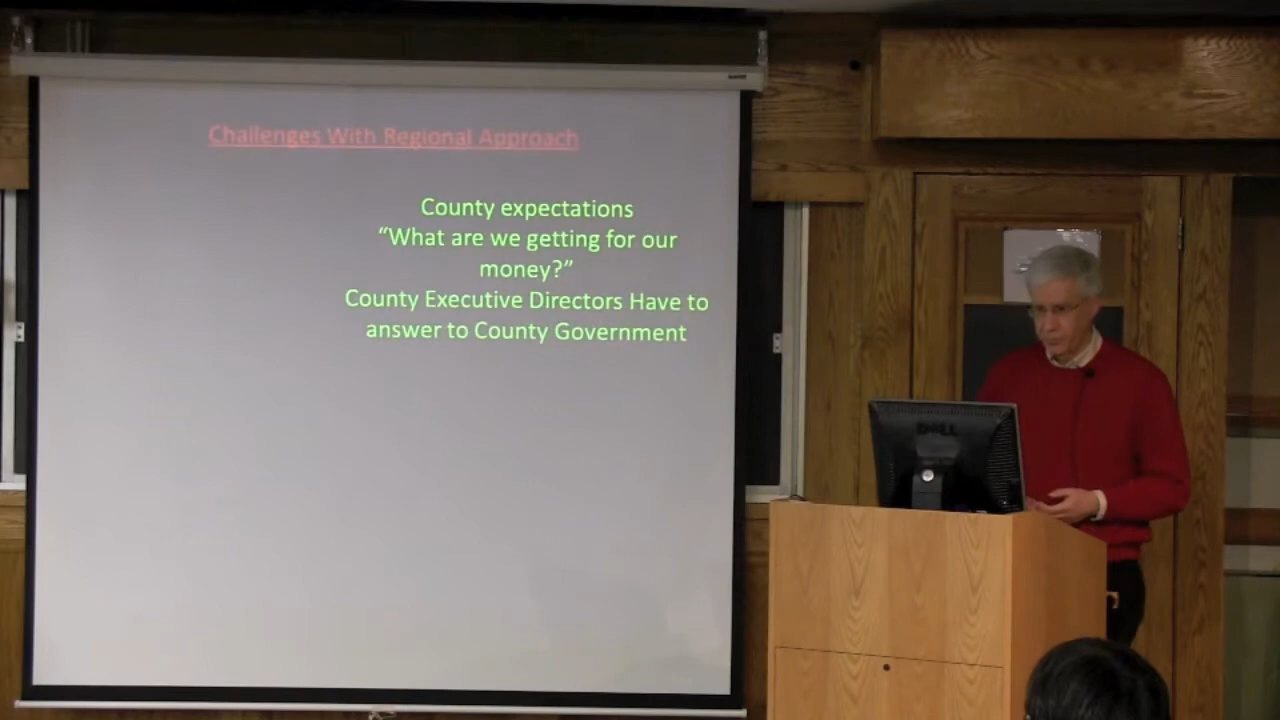 Challenges With Regional Approach
County expectations
“What are we getting for our
money?”
County Executive Directors Have to
answer to County Government
DELL